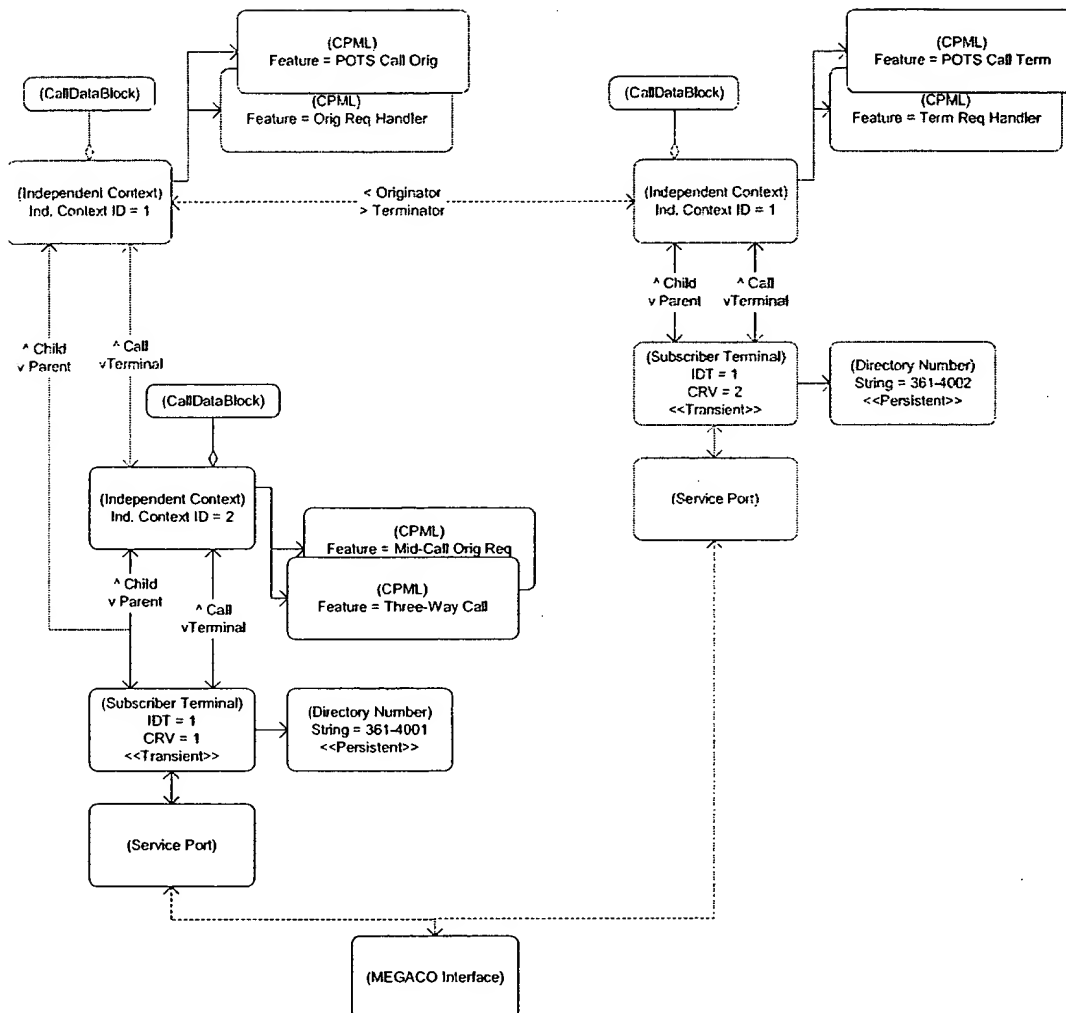 (CPML)
Feature = POTS Call Orig
(CPML)
Feature = POTS Call Term
(CallDataBlock)
(CPML)
Feature = Orig Req Handler
(CallDataBlock)
(CPML)
Feature = Term Req Handler
(Independent Context)
Ind. Context ID = 1
< Originator
> Terminator
(Independent Context)
Ind. Context ID = 1
^ Child
v Parent
^ Call
vTerminal
^ Child
v Parent
^ Call
vTerminal
(Subscriber Terminal)
IDT = 1
CRV = 2
<<Transient>>
(Directory Number)
String = 361-4002
<<Persistent>>
(CallDataBlock)
(Independent Context)
Ind. Context ID = 2
(Service Port)
(CPML)
Feature = Mid-Call Orig Req
(CPML)
Feature = Three-Way Call
^ Child
v Parent
^ Call
vTerminal
(Subscriber Terminal)
IDT = 1
CRV = 1
<<Transient>>
(Directory Number)
String = 361-4001
<<Persistent>>
(Service Port)
(MEGACO Interface)